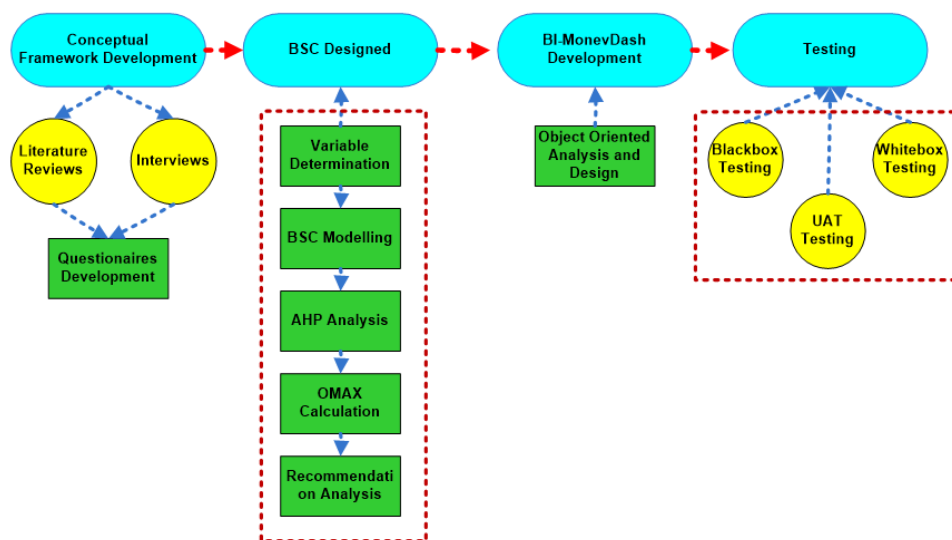 Conceptual
Framework Development
BSC Designed
BI-MonevDash
Development
Testing
Literature
Reviews
Interviews
Questionaires
Development
Variable
Determination
BSC Modelling
AHP Analysis
OMAX
Calculation
Recommendati
on Analysis
Object Oriented
Analysis and
Design
Blackbox
Testing
Whitebox
Testing
UAT
Testing